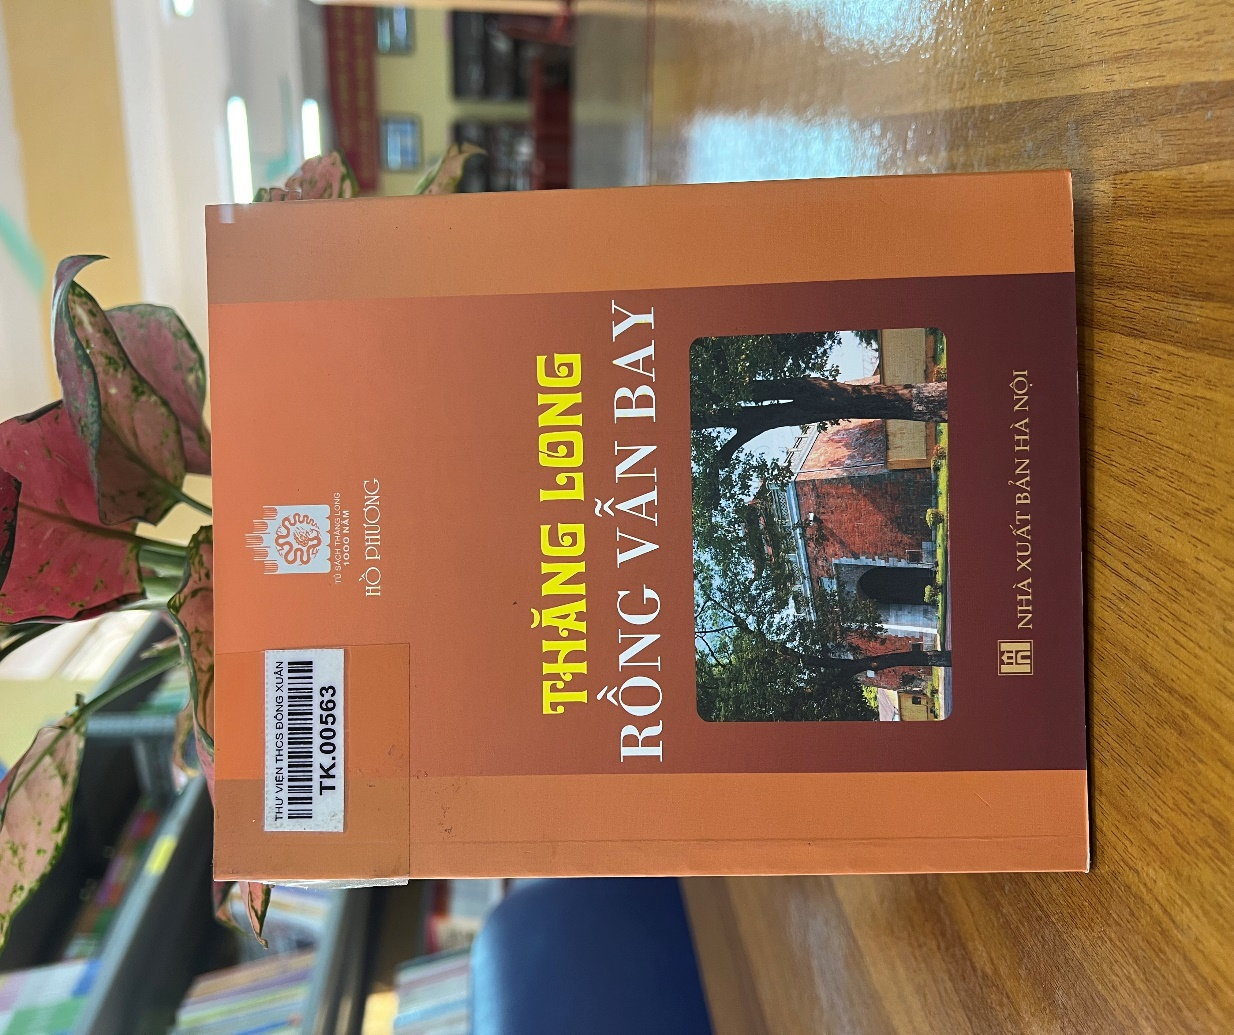 THƯ VIỆN THCS ĐỒNG XUÂN
TK.00563
TỦ SÁCH THĂNG LONG
1000 NĂM
HỒ PHƯƠNG
THĂNG LONG
RỒNG VẪN BAY
NHÀ XUẤT BẢN HÀ NỘI